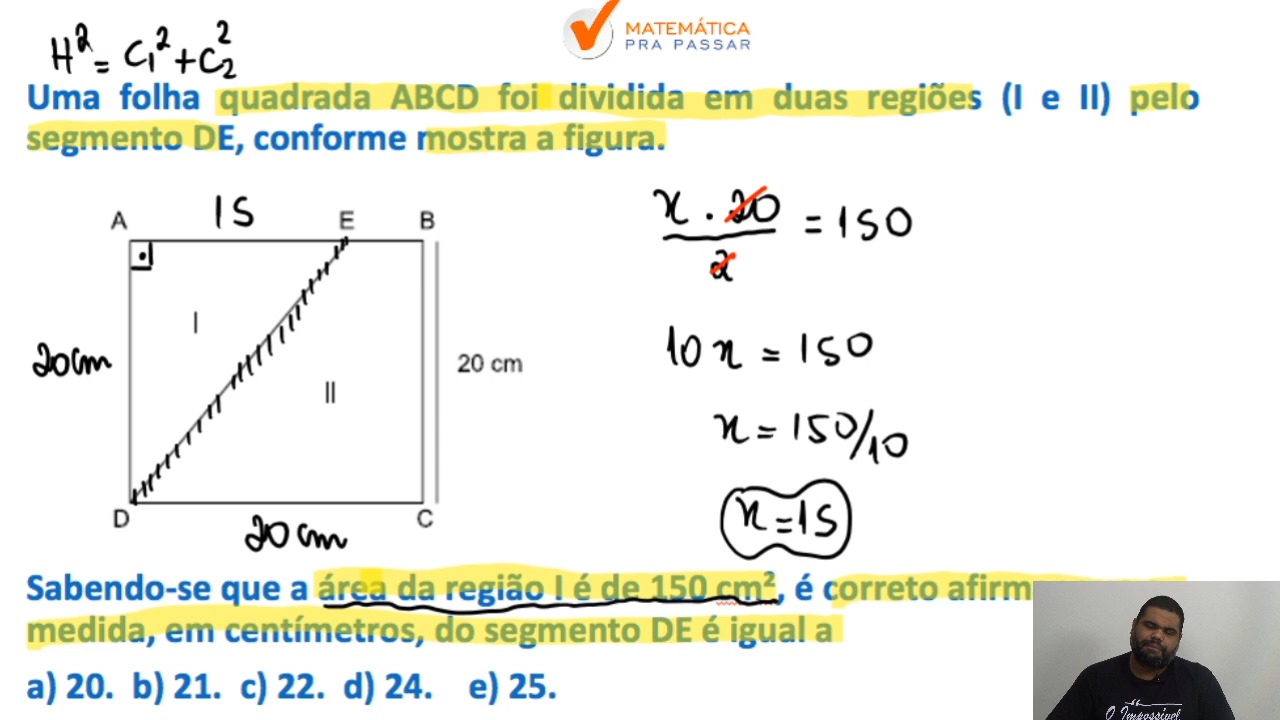 MATEMÁTICA
PRA PASSAR
H² = C₁² + C₂²
Uma folha quadrada ABCD foi dividida em duas regiões (I e II) pelo
segmento DE, conforme mostra a figura.
15
A E B
I
II
20cm
20 cm
D C
20cm
x . 20 / 2 = 150
10x = 150
x = 150/10
x = 15
Sabendo-se que a área da região I é de 150 cm², é correto afirm
medida, em centímetros, do segmento DE é igual a
a) 20. b) 21. c) 22. d) 24. e) 25.
O Impossível